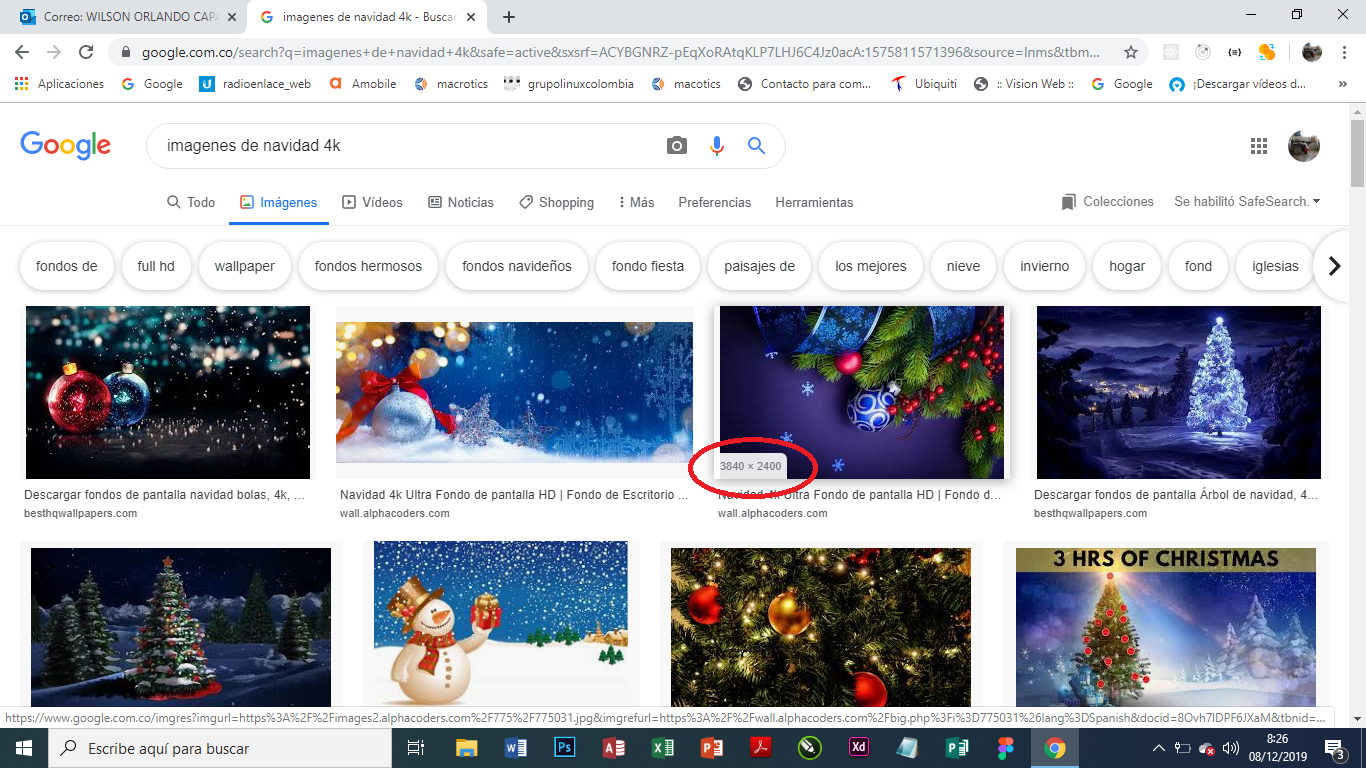 Correo: WILSON ORLANDO CAPA
imagenes de navidad 4k - Buscar
google.com.co/search?q=imagenes+de+navidad+4k&safe=active&sxsrf=ACYBGNRZ-pEqXoRAtqKLP7LHJ6C4Jz0acA:1575811571396&source=lnms&tbm...
Aplicaciones Google radioenlace_web Amobile macrotics grupolinuxcolombia macotics Contacto para com... Ubiquiti :: Vision Web :: Google ¡Descargar vídeos d... »
Google
imagenes de navidad 4k
Todo Imágenes Vídeos Noticias Shopping Más Preferencias Herramientas Colecciones Se habilitó SafeSearch.
fondos de full hd wallpaper fondos hermosos fondos navideños fondo fiesta paisajes de los mejores nieve invierno hogar fond iglesias
3840 × 2400
Descargar fondos de pantalla navidad bolas, 4k, ...
besthqwallpapers.com
Navidad 4k Ultra Fondo de pantalla HD | Fondo de Escritorio ...
wall.alphacoders.com
Navidad 4k Ultra Fondo de pantalla HD | Fondo d...
wall.alphacoders.com
Descargar fondos de pantalla Árbol de navidad, 4...
besthqwallpapers.com
3 HRS OF CHRISTMAS
https://www.google.com.co/imgres?imgurl=https%3A%2F%2Fimages2.alphacoders.com%2F775%2F775031.jpg&imgrefurl=https%3A%2F%2Fwall.alphacoders.com%2Fbig.php%3Fi%3D775031%26lang%3DSpanish&docid=8Ovh7IDPF6JXaM&tbnid=...
Escribe aquí para buscar
8:26
08/12/2019
3